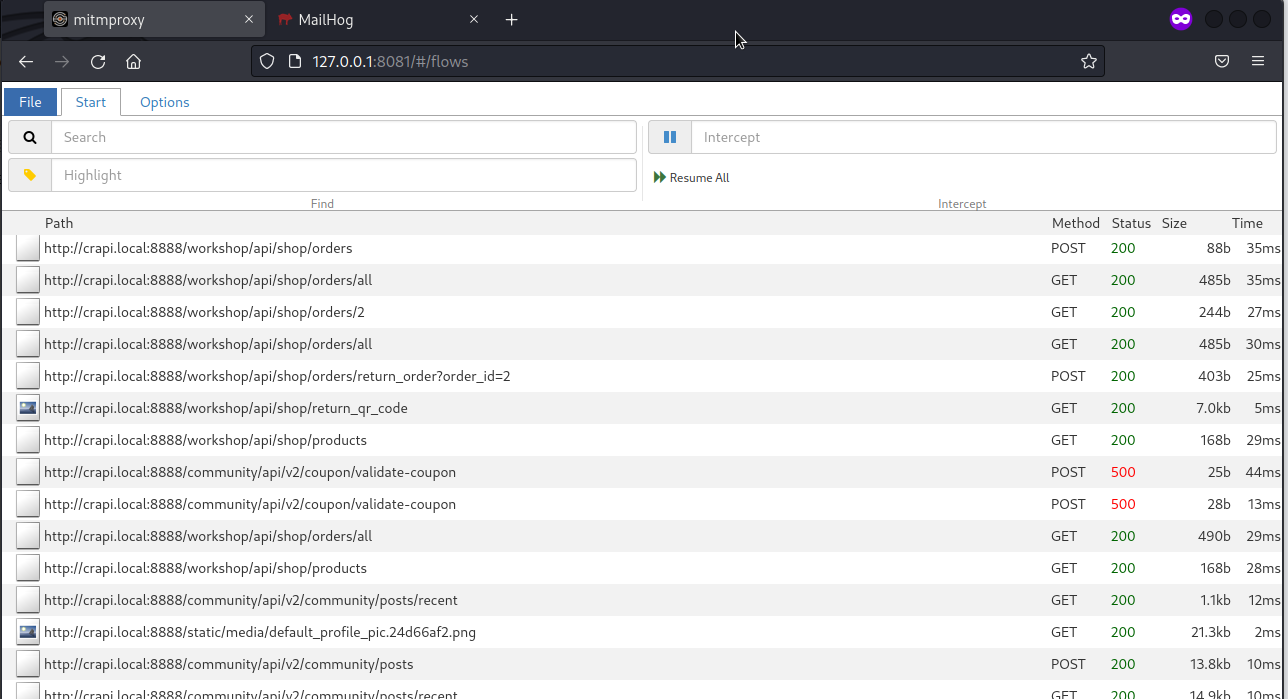 mitmproxy × MailHog × +
127.0.0.1:8081/#/flows
File Start Options
Search Intercept
Highlight Resume All
Find Intercept
Path Method Status Size Time
http://crapi.local:8888/workshop/api/shop/orders POST 200 88b 35ms
http://crapi.local:8888/workshop/api/shop/orders/all GET 200 485b 35ms
http://crapi.local:8888/workshop/api/shop/orders/2 GET 200 244b 27ms
http://crapi.local:8888/workshop/api/shop/orders/all GET 200 485b 30ms
http://crapi.local:8888/workshop/api/shop/orders/return_order?order_id=2 POST 200 403b 25ms
http://crapi.local:8888/workshop/api/shop/return_qr_code GET 200 7.0kb 5ms
http://crapi.local:8888/workshop/api/shop/products GET 200 168b 29ms
http://crapi.local:8888/community/api/v2/coupon/validate-coupon POST 500 25b 44ms
http://crapi.local:8888/community/api/v2/coupon/validate-coupon POST 500 28b 13ms
http://crapi.local:8888/workshop/api/shop/orders/all GET 200 490b 29ms
http://crapi.local:8888/workshop/api/shop/products GET 200 168b 28ms
http://crapi.local:8888/community/api/v2/community/posts/recent GET 200 1.1kb 12ms
http://crapi.local:8888/static/media/default_profile_pic.24d66af2.png GET 200 21.3kb 2ms
http://crapi.local:8888/community/api/v2/community/posts POST 200 13.8kb 10ms
http://crapi.local:8888/community/api/v2/community/posts/recent GET 200 14.9kb 10ms